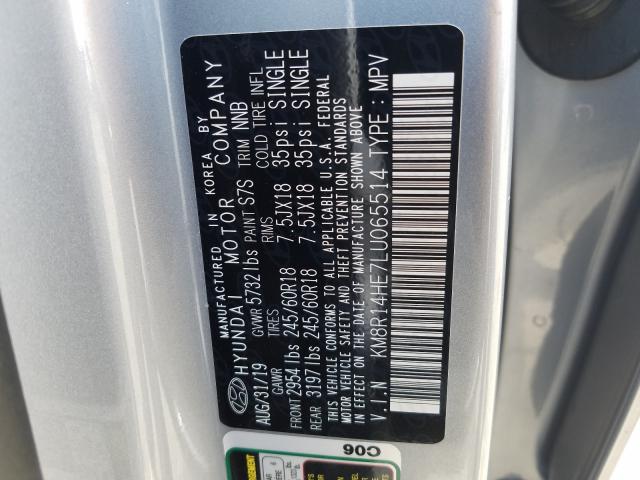 MANUFACTURED IN KOREA BY
HYUNDAI MOTOR COMPANY
AUG/31/19 GVWR 5732 lbs PAINT S7S TRIM NNB
GAWR TIRES RIMS COLD TIRE INFL
FRONT 2954 lbs 245/60R18 7.5JX18 35psi SINGLE
REAR 3197 lbs 245/60R18 7.5JX18 35psi SINGLE
THIS VEHICLE CONFORMS TO ALL APPLICABLE U.S.A. FEDERAL
MOTOR VEHICLE SAFETY AND THEFT PREVENTION STANDARDS
IN EFFECT ON THE DATE OF MANUFACTURE SHOWN ABOVE
V.I.N : KM8R14HE7LU065514 TYPE : MPV
C06